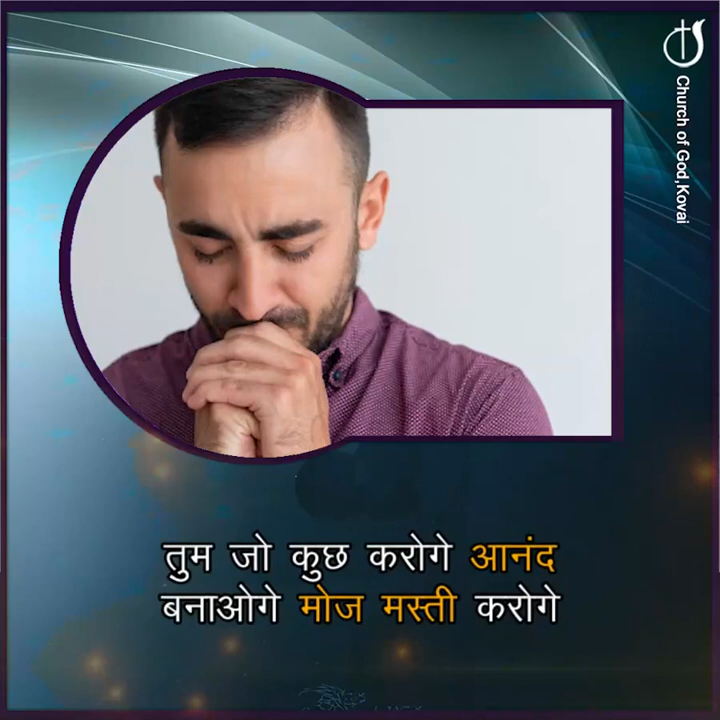 Church of God,Kovai
तुम जो कुछ करोगे आनंद
बनाओगे मोज मस्ती करोगे